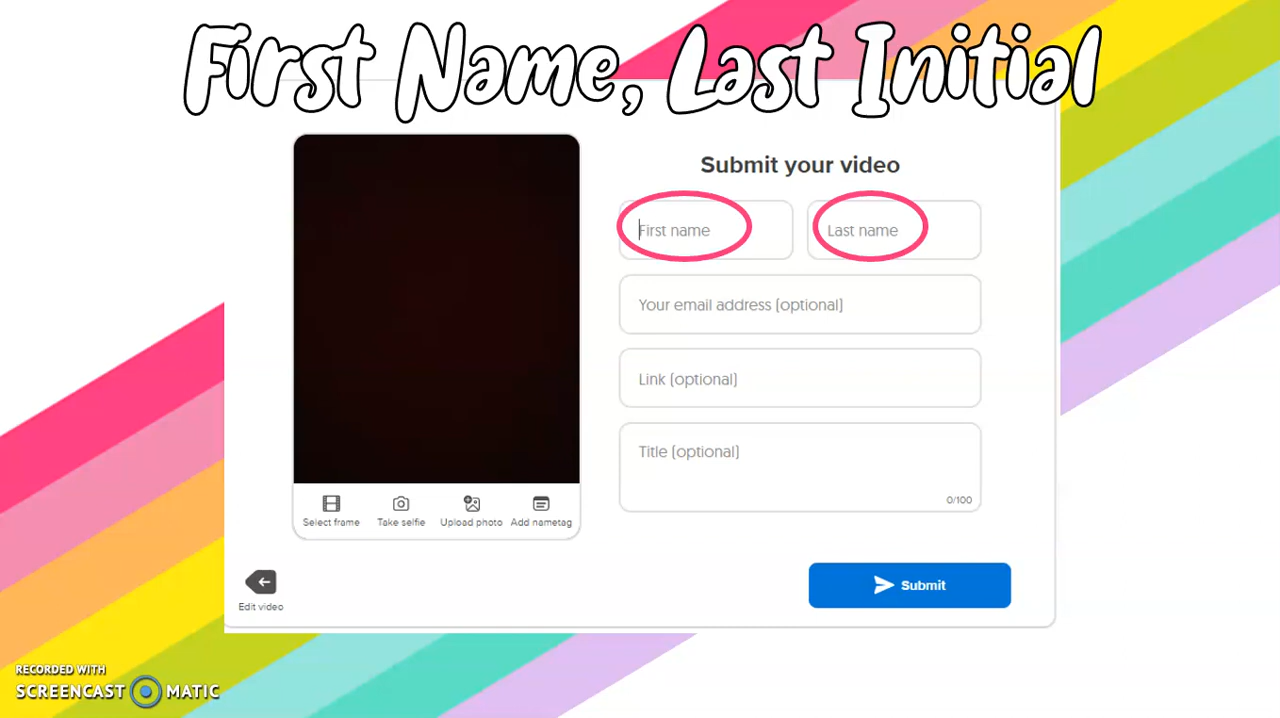 First Name, Last Initial
Submit your video
First name
Last name
Your email address (optional)
Link (optional)
Title (optional)
0/100
Select frame
Take selfie
Upload photo
Add nametag
Edit video
Submit
RECORDED WITH
SCREENCAST MATIC